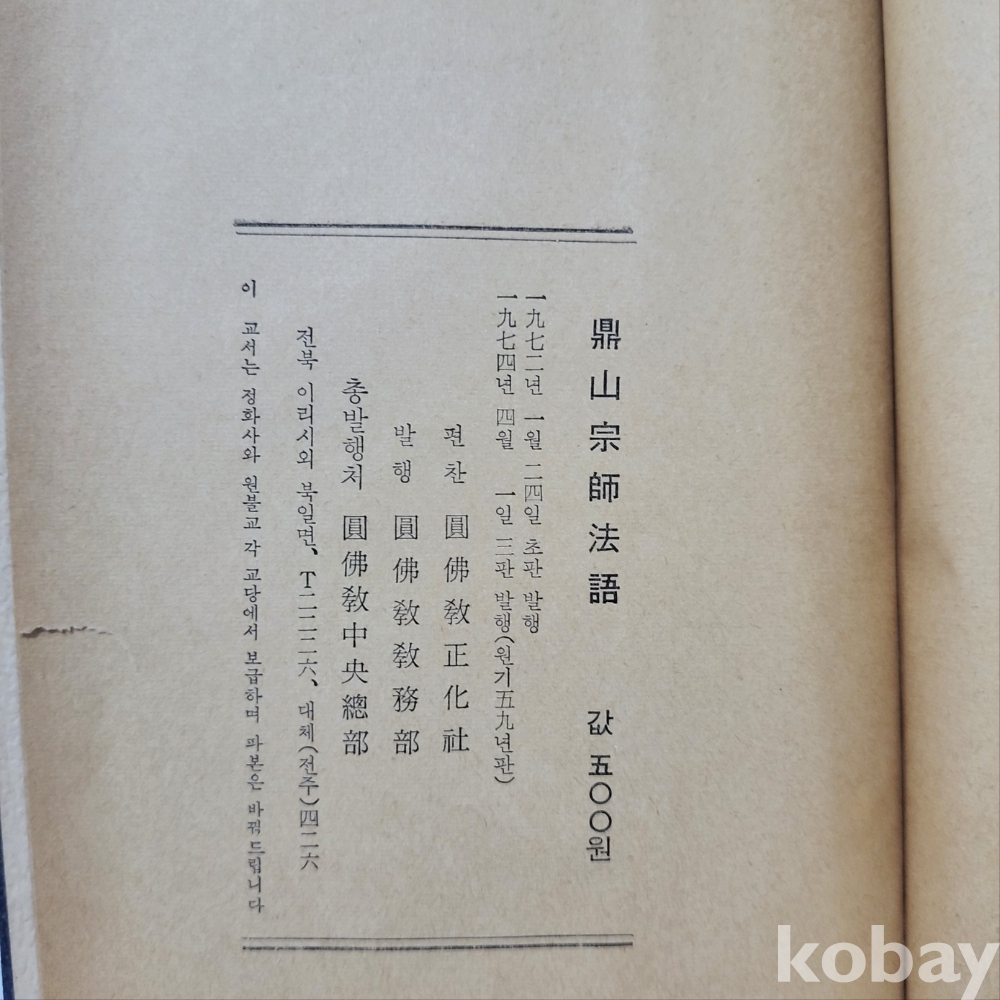 鼎山宗師法語 값 五〇〇원
一九七二년 一월 二四일 초판 발행
一九七四년 四월 一일 三판 발행(원기 五九년판)
편찬 圓佛敎正化社
발행 圓佛敎敎務部
총발행처 圓佛敎中央總部
전북 이리시외 북일면、T二二二六、대체(전주)四二六
이 교서는 정화사와 원불교 각 교당에서 보급하며 파본은 바꿔드립니다
kobay